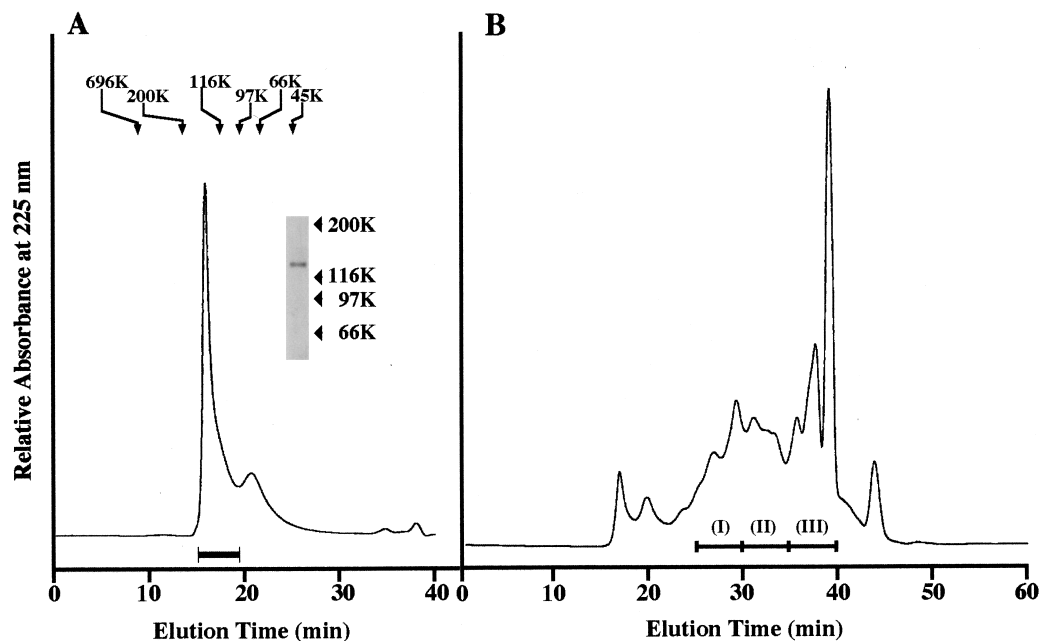 A
B
696K
200K
116K
97K
66K
45K
200K
116K
97K
66K
Relative Absorbance at 225 nm
(I)
(II)
(III)
0 10 20 30 40
0 10 20 30 40 50 60
Elution Time (min)
Elution Time (min)